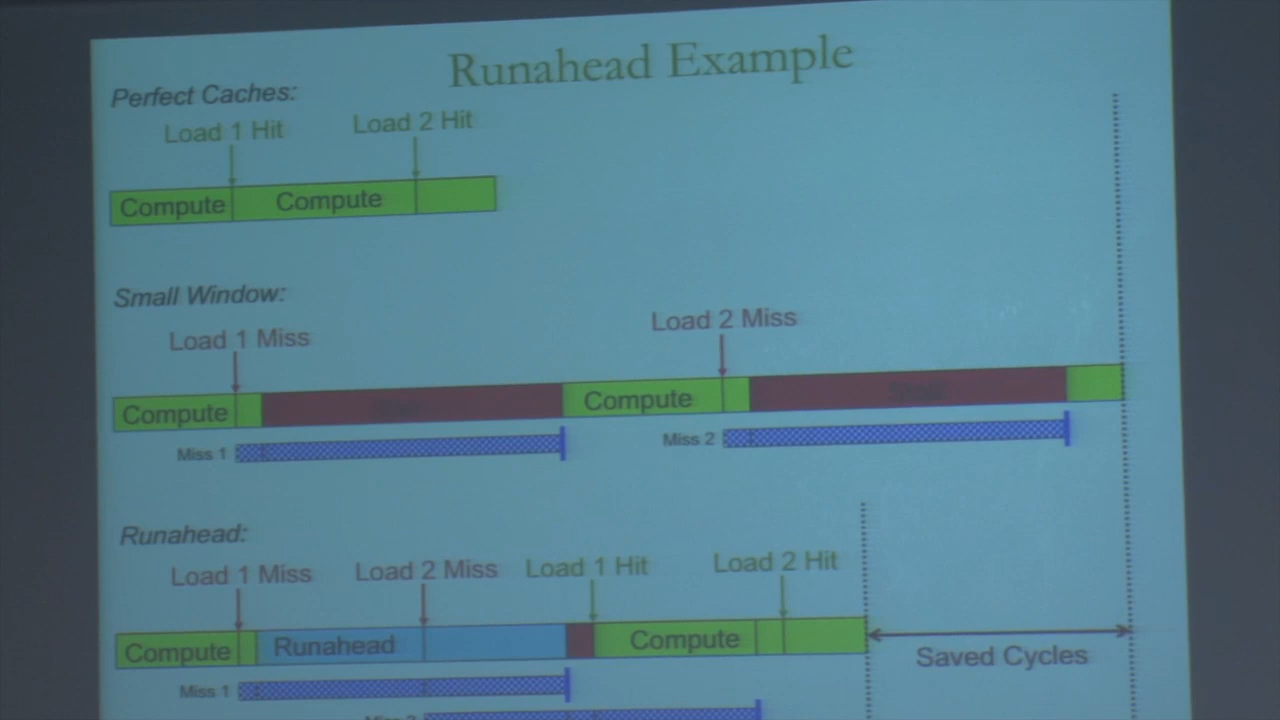 Runahead Example
Perfect Caches:
Load 1 Hit
Load 2 Hit
Compute
Compute
Small Window:
Load 1 Miss
Load 2 Miss
Compute
Compute
Stall
Miss 1
Miss 2
Runahead:
Load 1 Miss
Load 2 Miss
Load 1 Hit
Load 2 Hit
Compute
Runahead
Compute
Saved Cycles
Miss 1